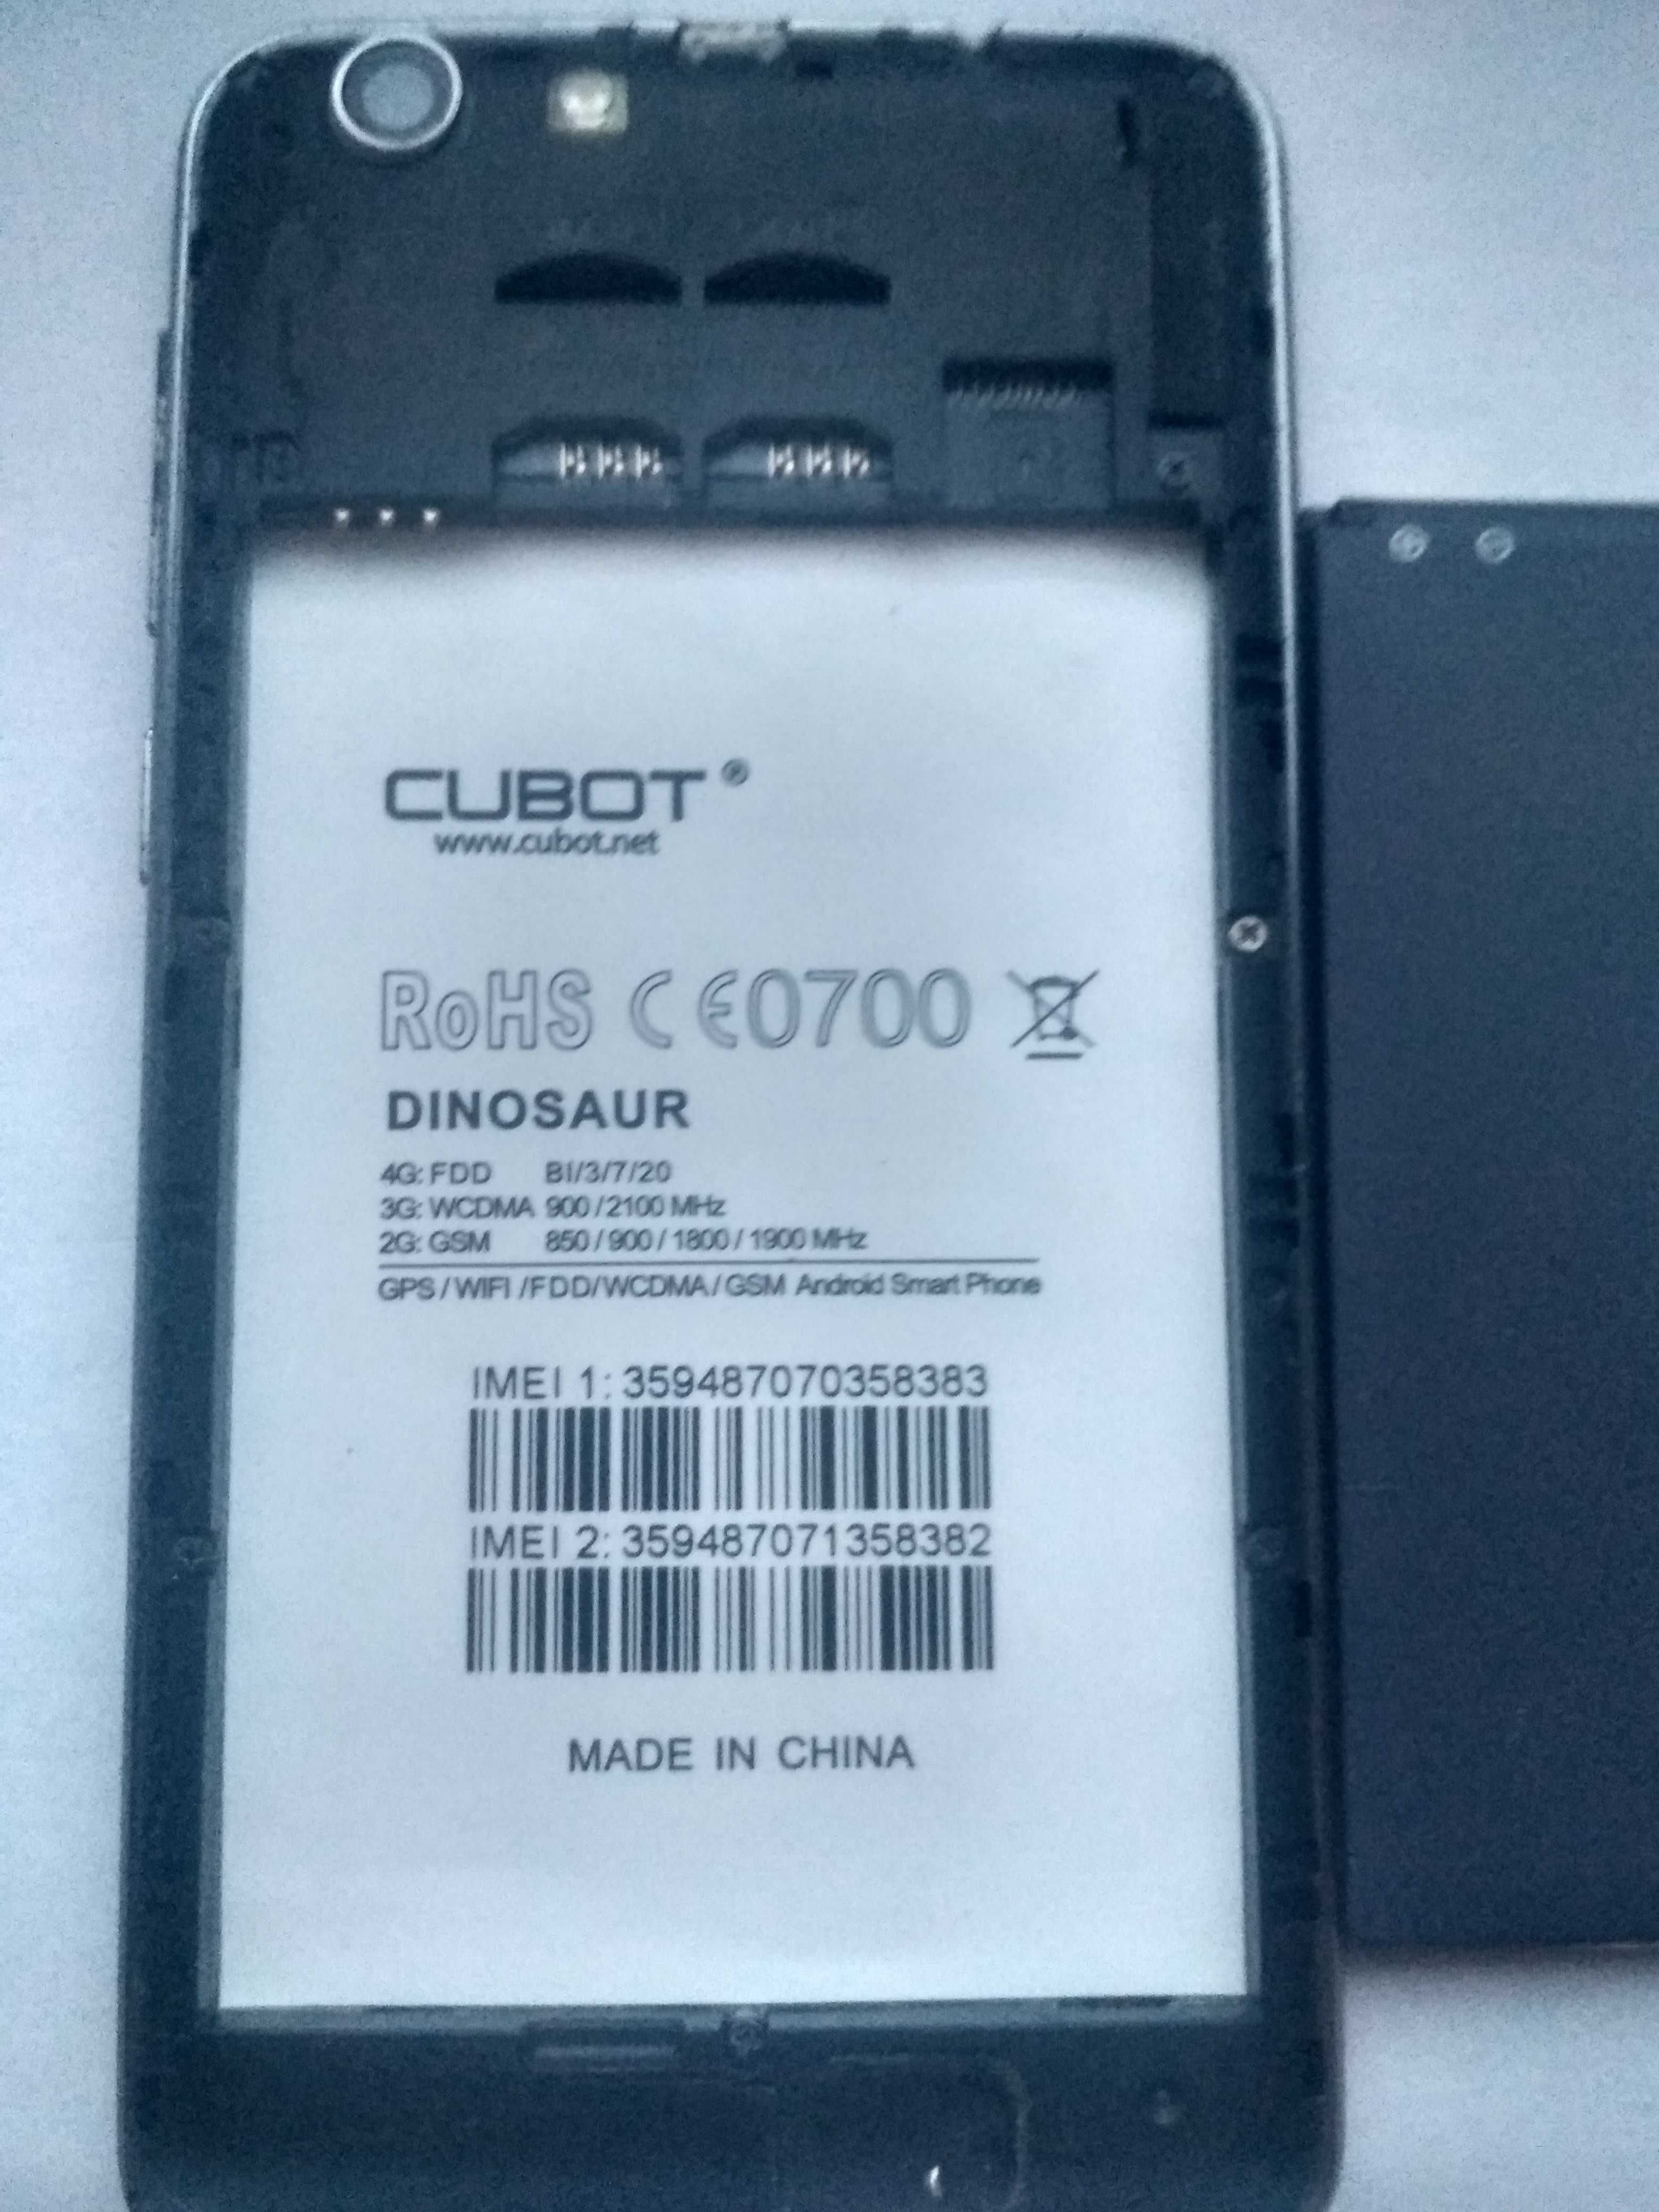 CUBOT®
www.cubot.net
RoHS CE0700
DINOSAUR
4G: FDD BI/3/7/20
3G: WCDMA 900/2100 MHz
2G: GSM 850/900/1800/1900 MHz
GPS/WIFI/FDD/WCDMA/GSM Android Smart Phone
IMEI 1: 359487070358383
IMEI 2: 359487071358382
MADE IN CHINA